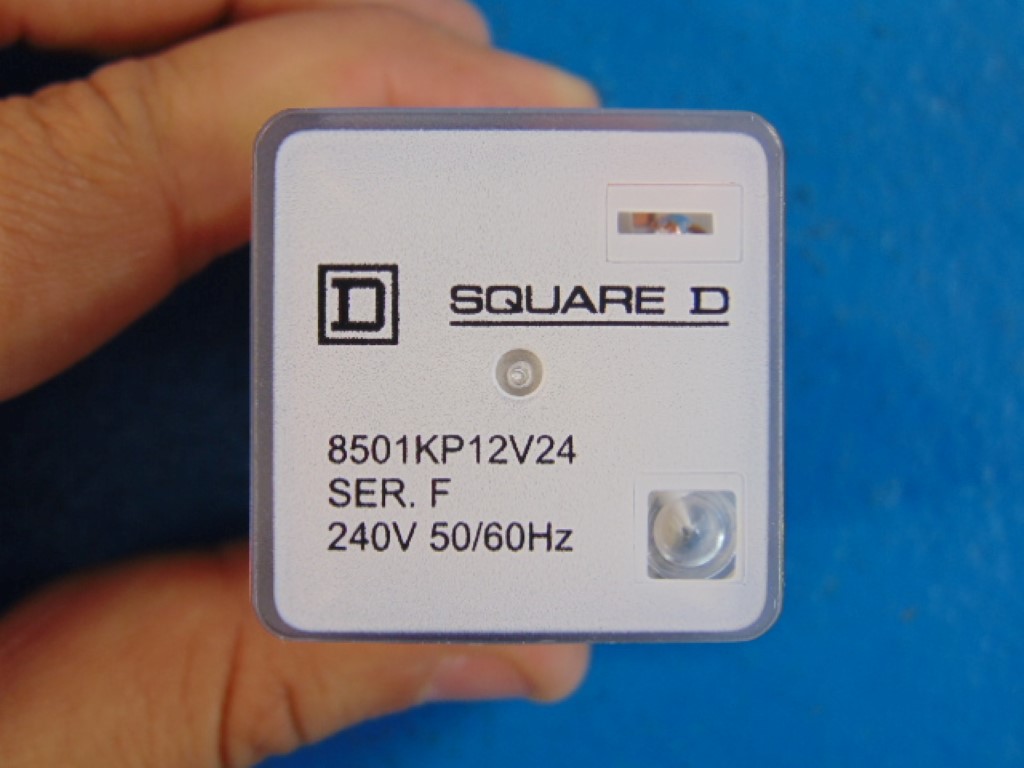 D SQUARE D
8501KP12V24
SER. F
240V 50/60Hz